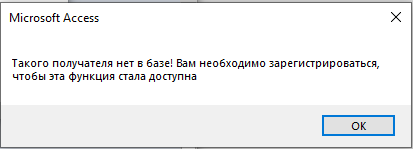 Microsoft Access
Такого получателя нет в базе! Вам необходимо зарегистрироваться,
чтобы эта функция стала доступна
OK